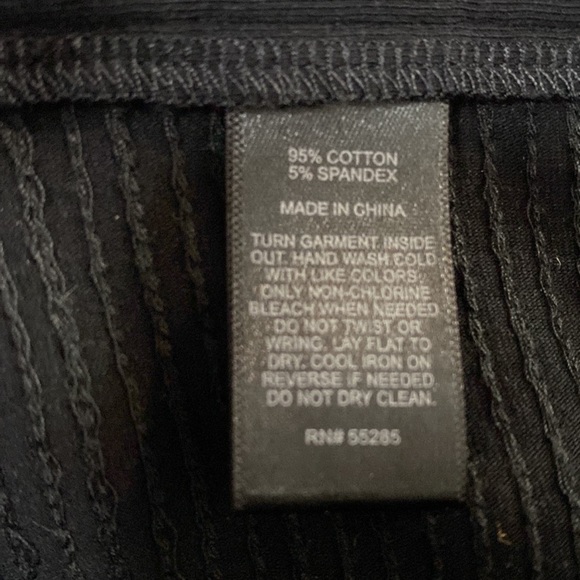 95% COTTON
5% SPANDEX
MADE IN CHINA
TURN GARMENT INSIDE
OUT. HAND WASH COLD
WITH LIKE COLORS.
ONLY NON-CHLORINE
BLEACH WHEN NEEDED.
DO NOT TWIST OR
WRING. LAY FLAT TO
DRY. COOL IRON ON
REVERSE IF NEEDED.
DO NOT DRY CLEAN.
RN# 55285